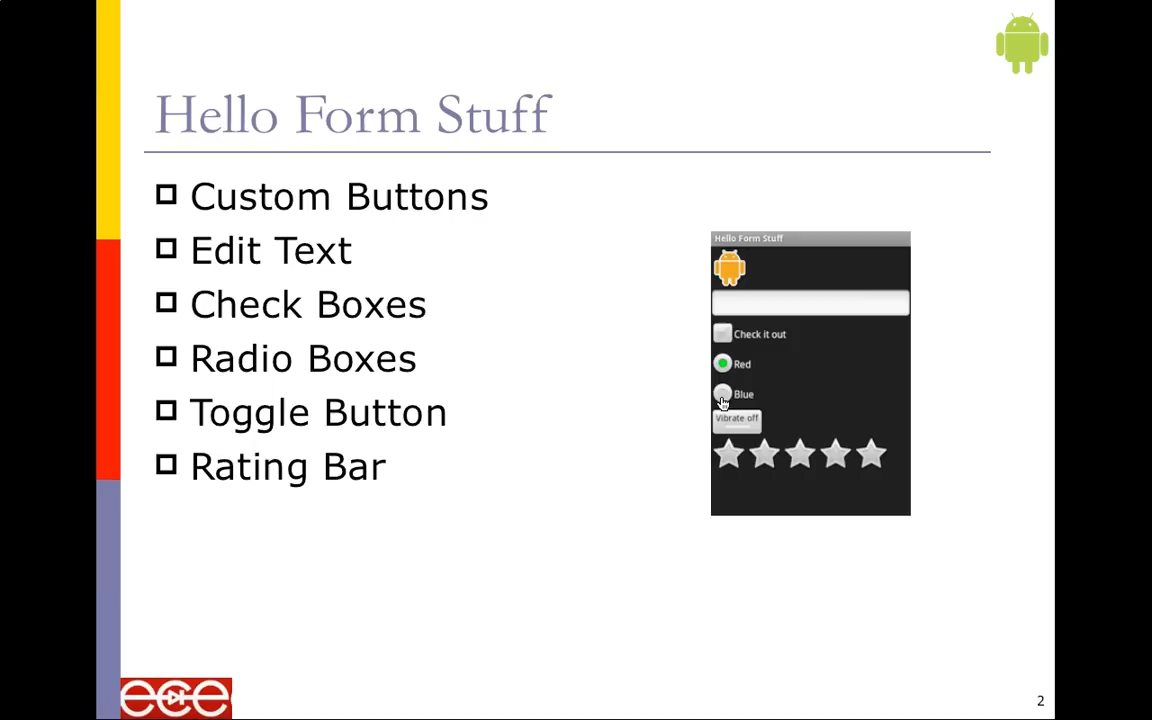 Hello Form Stuff
Custom Buttons
Edit Text
Check Boxes
Radio Boxes
Toggle Button
Rating Bar
Hello Form Stuff
Check it out
Red
Blue
Vibrate off
ece
2